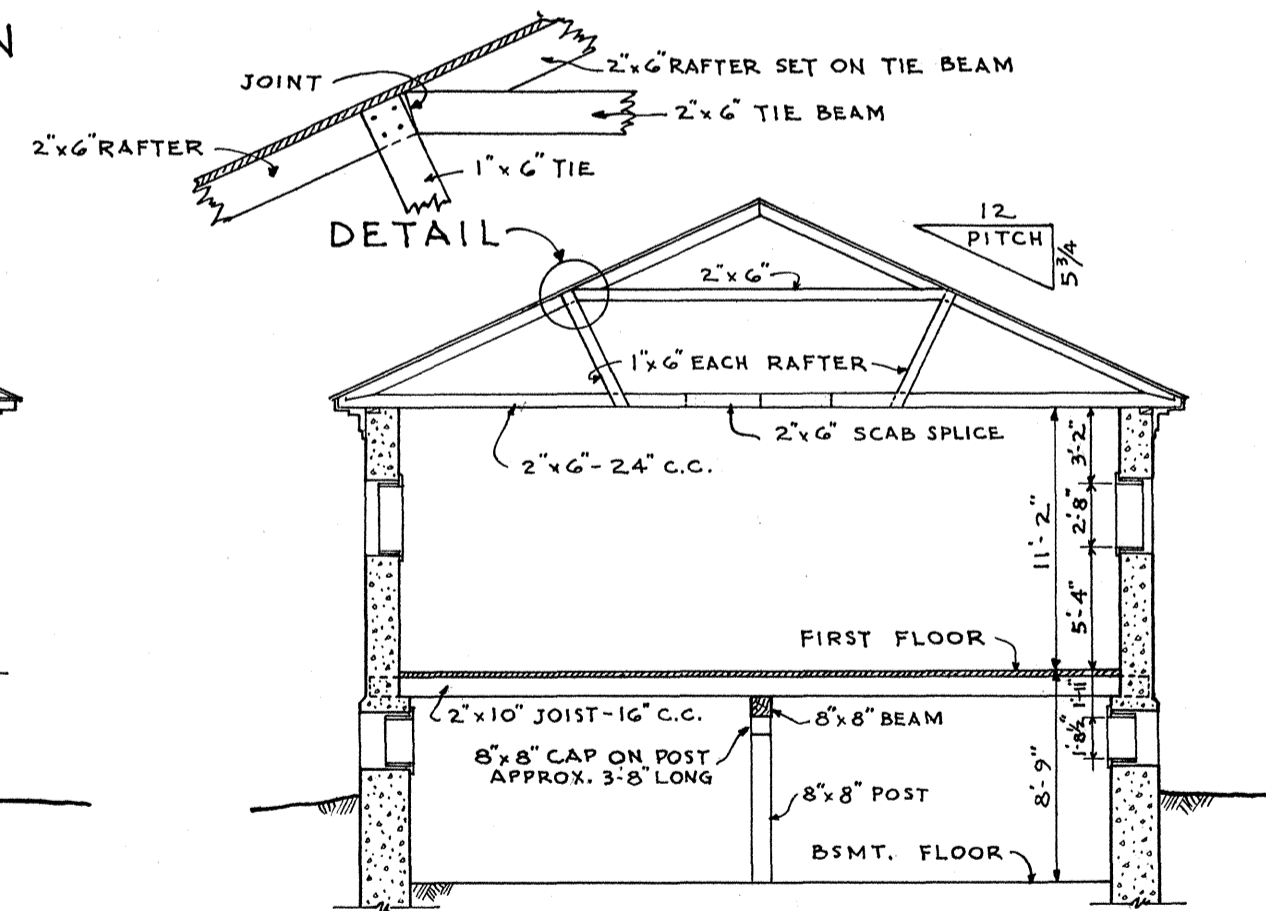 N
2"x6" RAFTER SET ON TIE BEAM
JOINT
2"x6" TIE BEAM
2"x6" RAFTER
1"x6" TIE
DETAIL
12
PITCH
5 3/4
2"x6"
1"x6" EACH RAFTER
2"x6" SCAB SPLICE
2"x6"-24" C.C.
3'-2"
2'-8"
11'-2"
5'-4"
FIRST FLOOR
1'-11"
2"x10" JOIST-16" C.C.
8"x8" BEAM
1'-8½"
8"x8" CAP ON POST
APPROX. 3'-8" LONG
8'-9"
8"x8" POST
BSMT. FLOOR